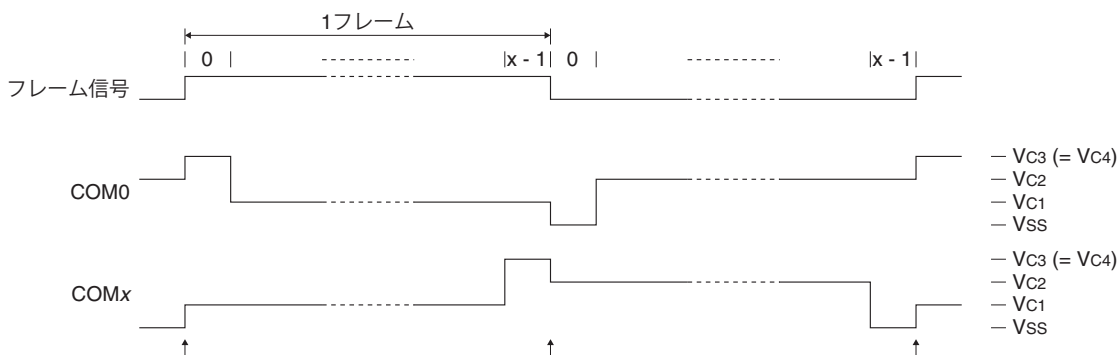 1フレーム
0 x - 1 0 x - 1
フレーム信号
COM0
VC3 (= VC4)
VC2
VC1
VSS
COMx
VC3 (= VC4)
VC2
VC1
VSS